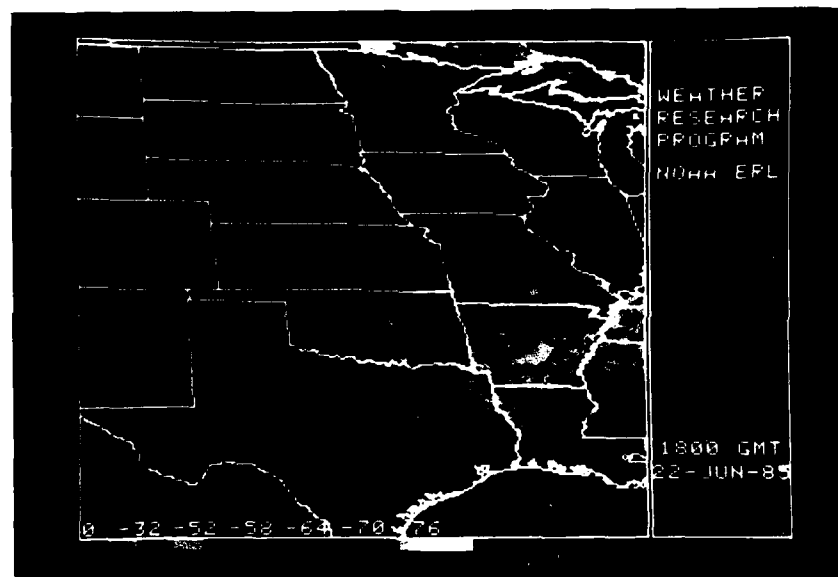 WEATHER
RESEARCH
PROGRAM
NOAA ERL
1800 GMT
22-JUN-85
0 -32 -52 -58 -64 -70 -76